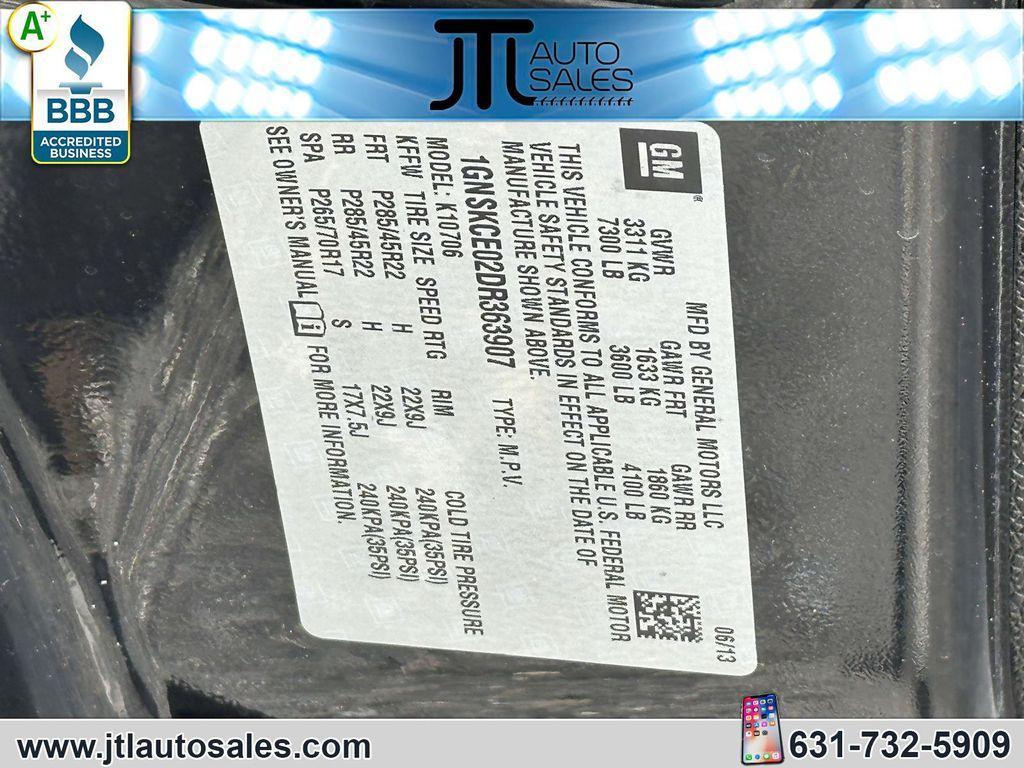 A+
BBB
ACCREDITED
BUSINESS
JTL AUTO
SALES
GM ®
MFD BY GENERAL MOTORS LLC 06/13
GVWR GAWR FRT GAWR RR
3311 KG 1633 KG 1860 KG
7300 LB 3600 LB 4100 LB
THIS VEHICLE CONFORMS TO ALL APPLICABLE U.S. FEDERAL MOTOR
VEHICLE SAFETY STANDARDS IN EFFECT ON THE DATE OF
MANUFACTURE SHOWN ABOVE.
1GNSKCE02DR363907 TYPE: M.P.V.
MODEL: K10706
KFFW TIRE SIZE SPEED RTG RIM COLD TIRE PRESSURE
FRT P285/45R22 H 22X9J 240KPA(35PSI)
RR P285/45R22 H 22X9J 240KPA(35PSI)
SPA P265/70R17 S 17X7.5J 240KPA(35PSI)
SEE OWNER'S MANUAL FOR MORE INFORMATION.
www.jtlautosales.com
631-732-5909